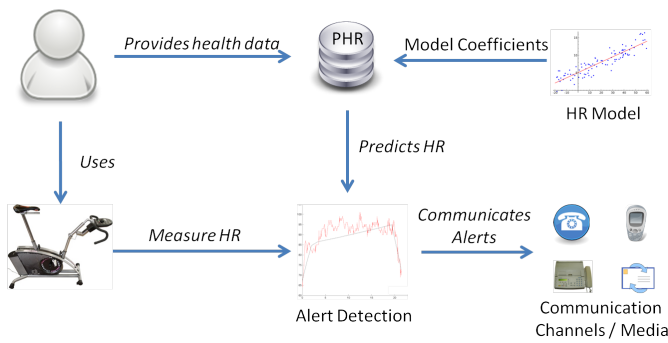 Provides health data
PHR
Model Coefficients
HR Model
Uses
Predicts HR
Measure HR
Communicates
Alerts
Alert Detection
Communication
Channels / Media